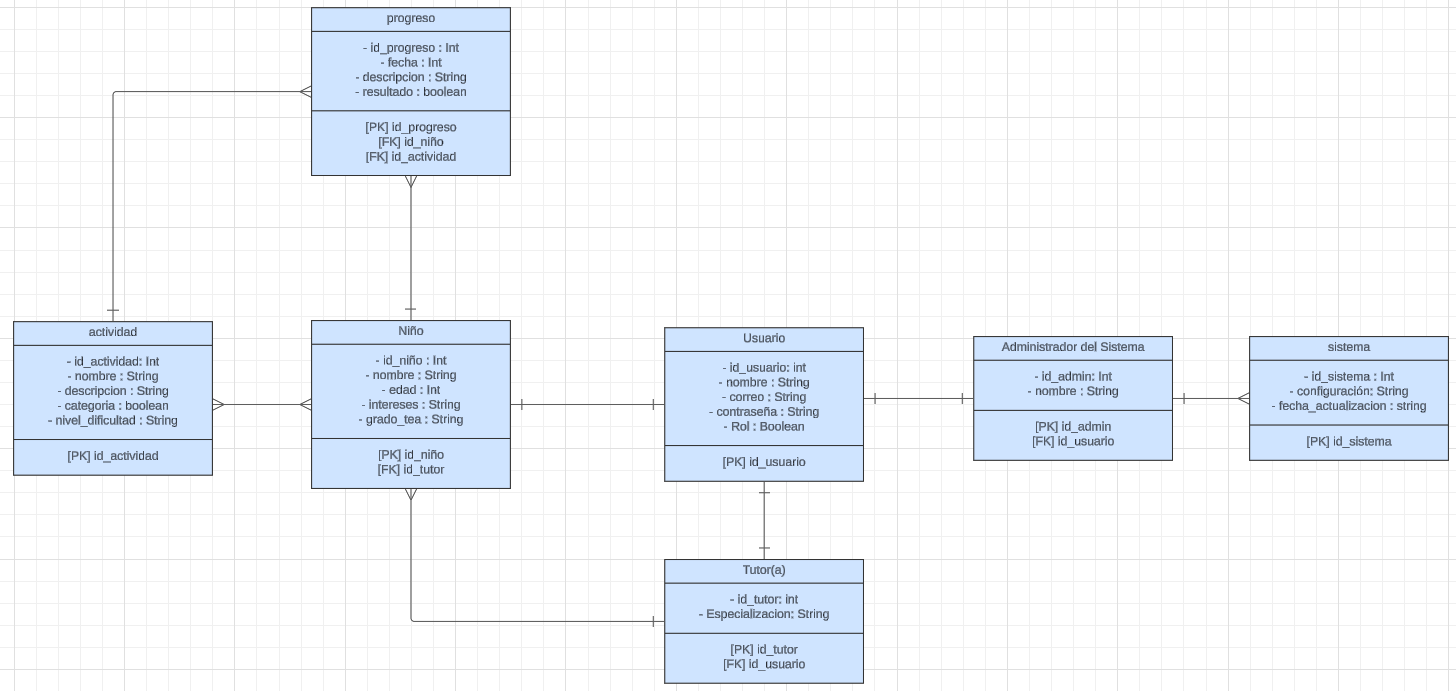 progreso
- id_progreso : Int
- fecha : Int
- descripcion : String
- resultado : boolean
[PK] id_progreso
[FK] id_niño
[FK] id_actividad
actividad
- id_actividad: Int
- nombre : String
- descripcion : String
- categoria : boolean
- nivel_dificultad : String
[PK] id_actividad
Niño
- id_niño : Int
- nombre : String
- edad : Int
- intereses : String
- grado_tea : String
[PK] id_niño
[FK] id_tutor
Usuario
- id_usuario: int
- nombre : String
- correo : String
- contraseña : String
- Rol : Boolean
[PK] id_usuario
Administrador del Sistema
- id_admin: Int
- nombre : String
[PK] id_admin
[FK] id_usuario
sistema
- id_sistema : Int
- configuración: String
- fecha_actualizacion : string
[PK] id_sistema
Tutor(a)
- id_tutor: int
- Especializacion: String
[PK] id_tutor
[FK] id_usuario